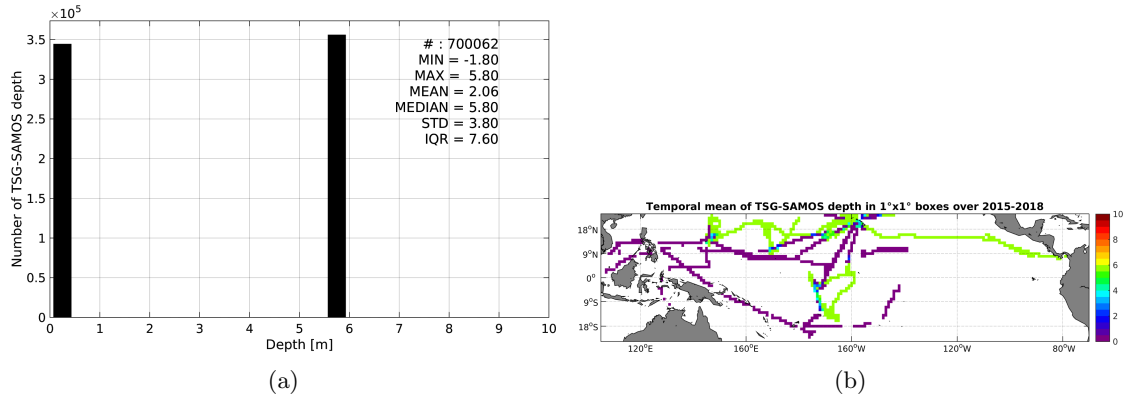 ×10⁵
3.5
3
2.5
2
1.5
1
0.5
0
Number of TSG-SAMOS depth
# : 700062
MIN = -1.80
MAX = 5.80
MEAN = 2.06
MEDIAN = 5.80
STD = 3.80
IQR = 7.60
0 1 2 3 4 5 6 7 8 9 10
Depth [m]
(a)
Temporal mean of TSG-SAMOS depth in 1°x1° boxes over 2015-2018
18°N
9°N
0°
9°S
18°S
120°E 160°E 160°W 120°W 80°W
10
8
6
4
2
0
(b)